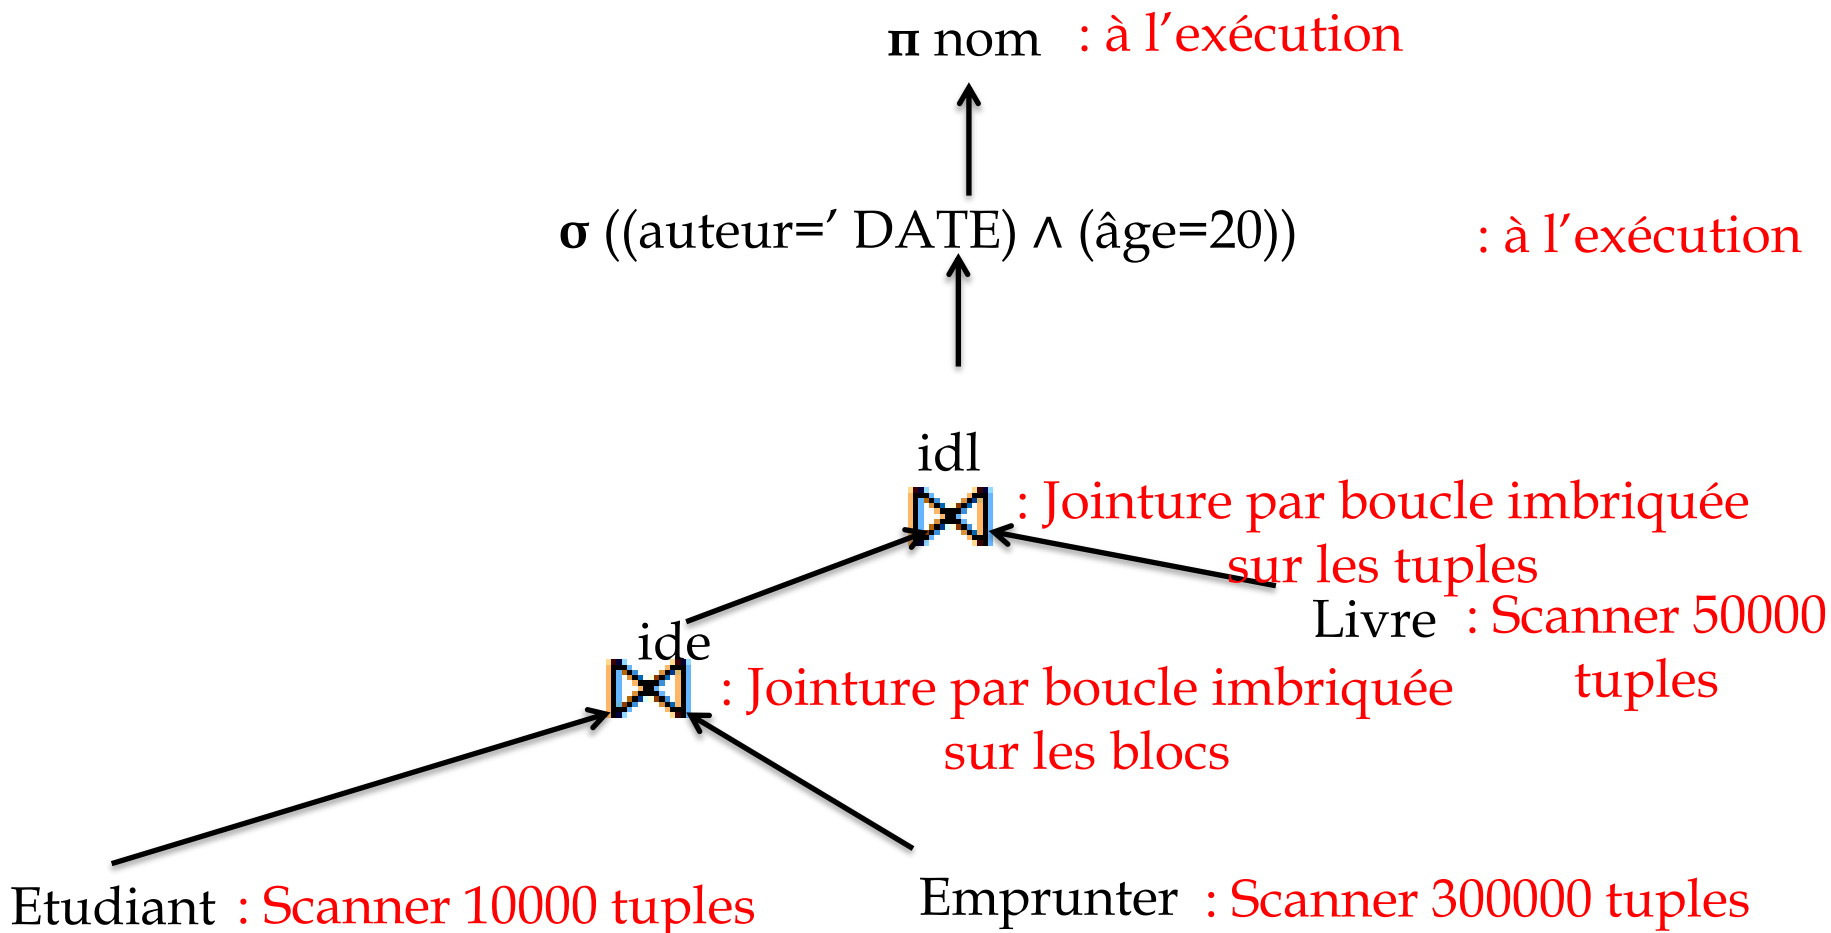 π nom : à l’exécution
σ ((auteur=’ DATE) ∧ (âge=20)) : à l’exécution
idl
: Jointure par boucle imbriquée
sur les tuples
Livre : Scanner 50000
tuples
ide
: Jointure par boucle imbriquée
sur les blocs
Etudiant : Scanner 10000 tuples
Emprunter : Scanner 300000 tuples